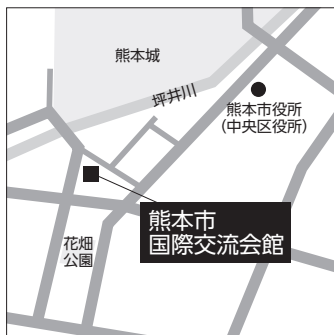 熊本城
坪井川
熊本市役所
(中央区役所)
熊本市
国際交流会館
花畑
公園